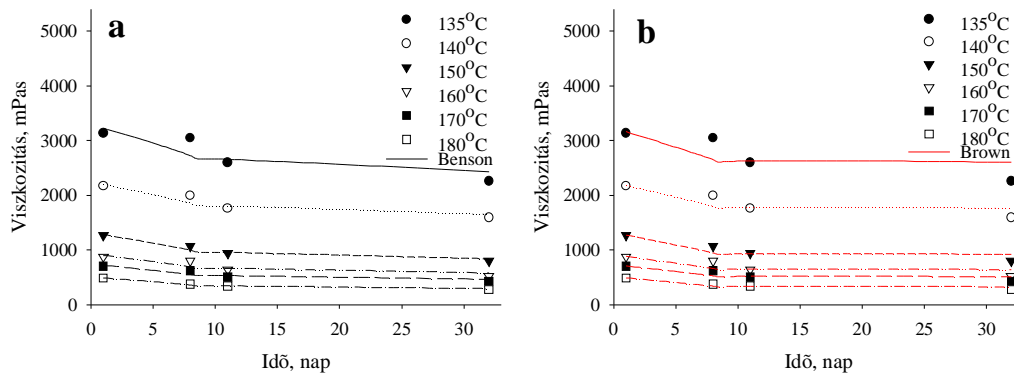 a
135°C
140°C
150°C
160°C
170°C
180°C
Benson
5000
4000
3000
2000
1000
0
Viszkozitás, mPas
0 5 10 15 20 25 30
Idõ, nap
b
135°C
140°C
150°C
160°C
170°C
180°C
Brown
5000
4000
3000
2000
1000
0
Viszkozitás, mPas
0 5 10 15 20 25 30
Idõ, nap